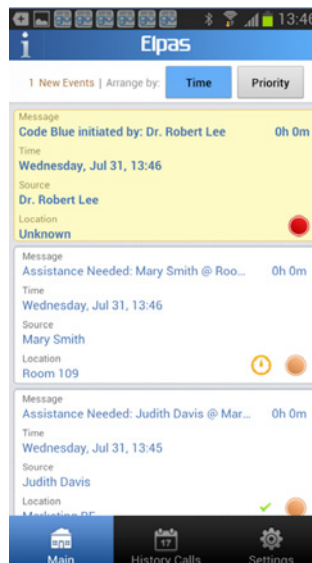 13:46
i
Elpas
1 New Events | Arrange by: Time Priority
Message
Code Blue initiated by: Dr. Robert Lee 0h 0m
Time
Wednesday, Jul 31, 13:46
Source
Dr. Robert Lee
Location
Unknown
Message
Assistance Needed: Mary Smith @ Roo... 0h 0m
Time
Wednesday, Jul 31, 13:46
Source
Mary Smith
Location
Room 109
Message
Assistance Needed: Judith Davis @ Mar... 0h 0m
Time
Wednesday, Jul 31, 13:45
Source
Judith Davis
Location
Marketing
17
Main History Calls Settings